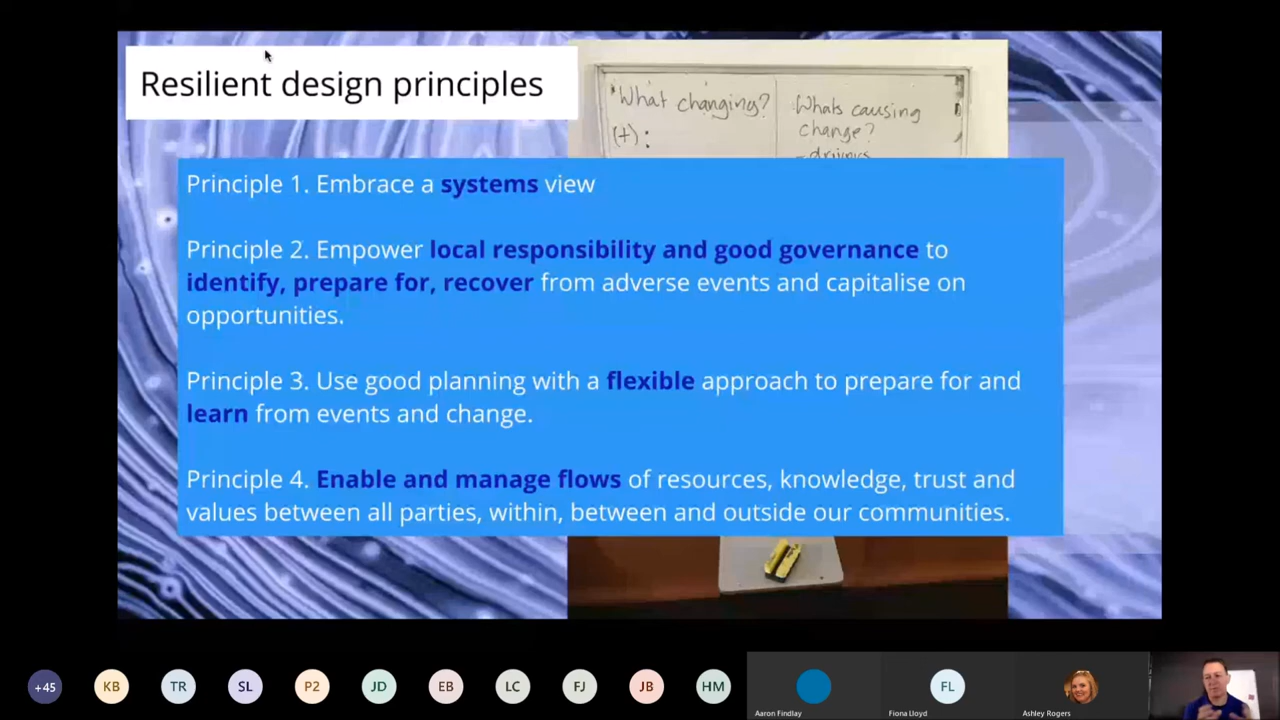 Resilient design principles
What changing?
(+):
Whats causing
change?
Principle 1. Embrace a systems view
Principle 2. Empower local responsibility and good governance to
identify, prepare for, recover from adverse events and capitalise on
opportunities.
Principle 3. Use good planning with a flexible approach to prepare for and
learn from events and change.
Principle 4. Enable and manage flows of resources, knowledge, trust and
values between all parties, within, between and outside our communities.
+45
KB
TR
SL
P2
JD
EB
LC
FJ
JB
HM
FL
Aaron Findlay
Fiona Lloyd
Ashley Rogers